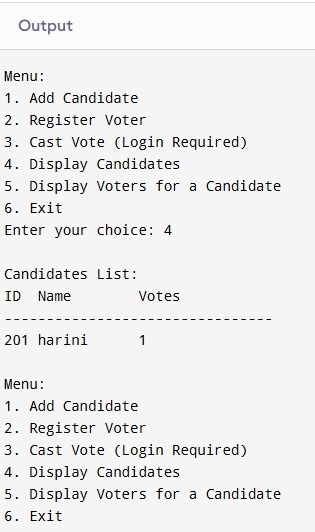 Output
Menu:
1. Add Candidate
2. Register Voter
3. Cast Vote (Login Required)
4. Display Candidates
5. Display Voters for a Candidate
6. Exit
Enter your choice: 4
Candidates List:
ID  Name        Votes
--------------------------------
201 harini      1
Menu:
1. Add Candidate
2. Register Voter
3. Cast Vote (Login Required)
4. Display Candidates
5. Display Voters for a Candidate
6. Exit